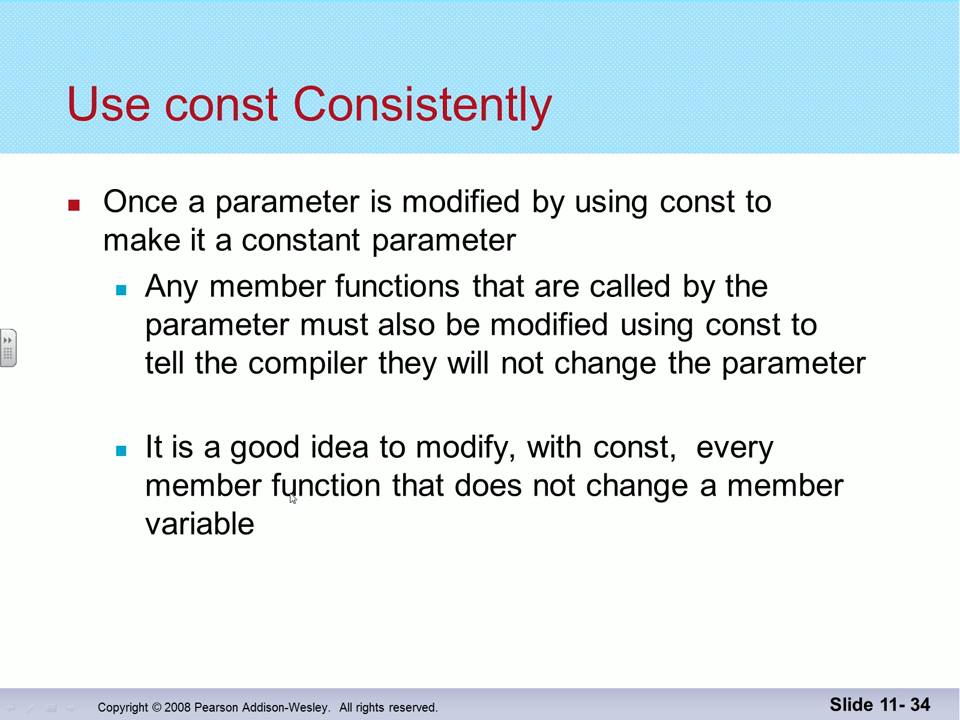 Use const Consistently
Once a parameter is modified by using const to
make it a constant parameter
Any member functions that are called by the
parameter must also be modified using const to
tell the compiler they will not change the parameter
It is a good idea to modify, with const,  every
member function that does not change a member
variable
Copyright © 2008 Pearson Addison-Wesley.  All rights reserved.
Slide 11- 34